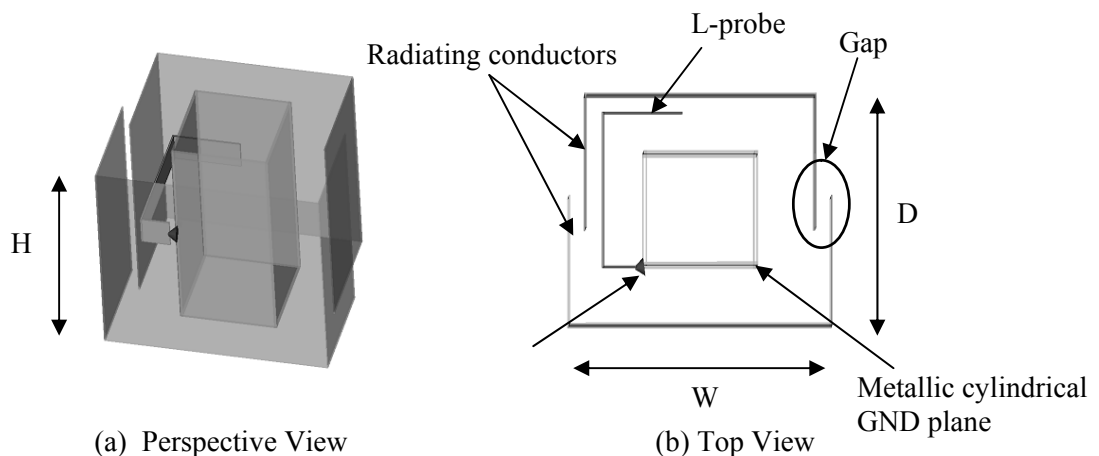 L-probe
Radiating conductors
Gap
H
D
W
Metallic cylindrical
GND plane
(a) Perspective View
(b) Top View